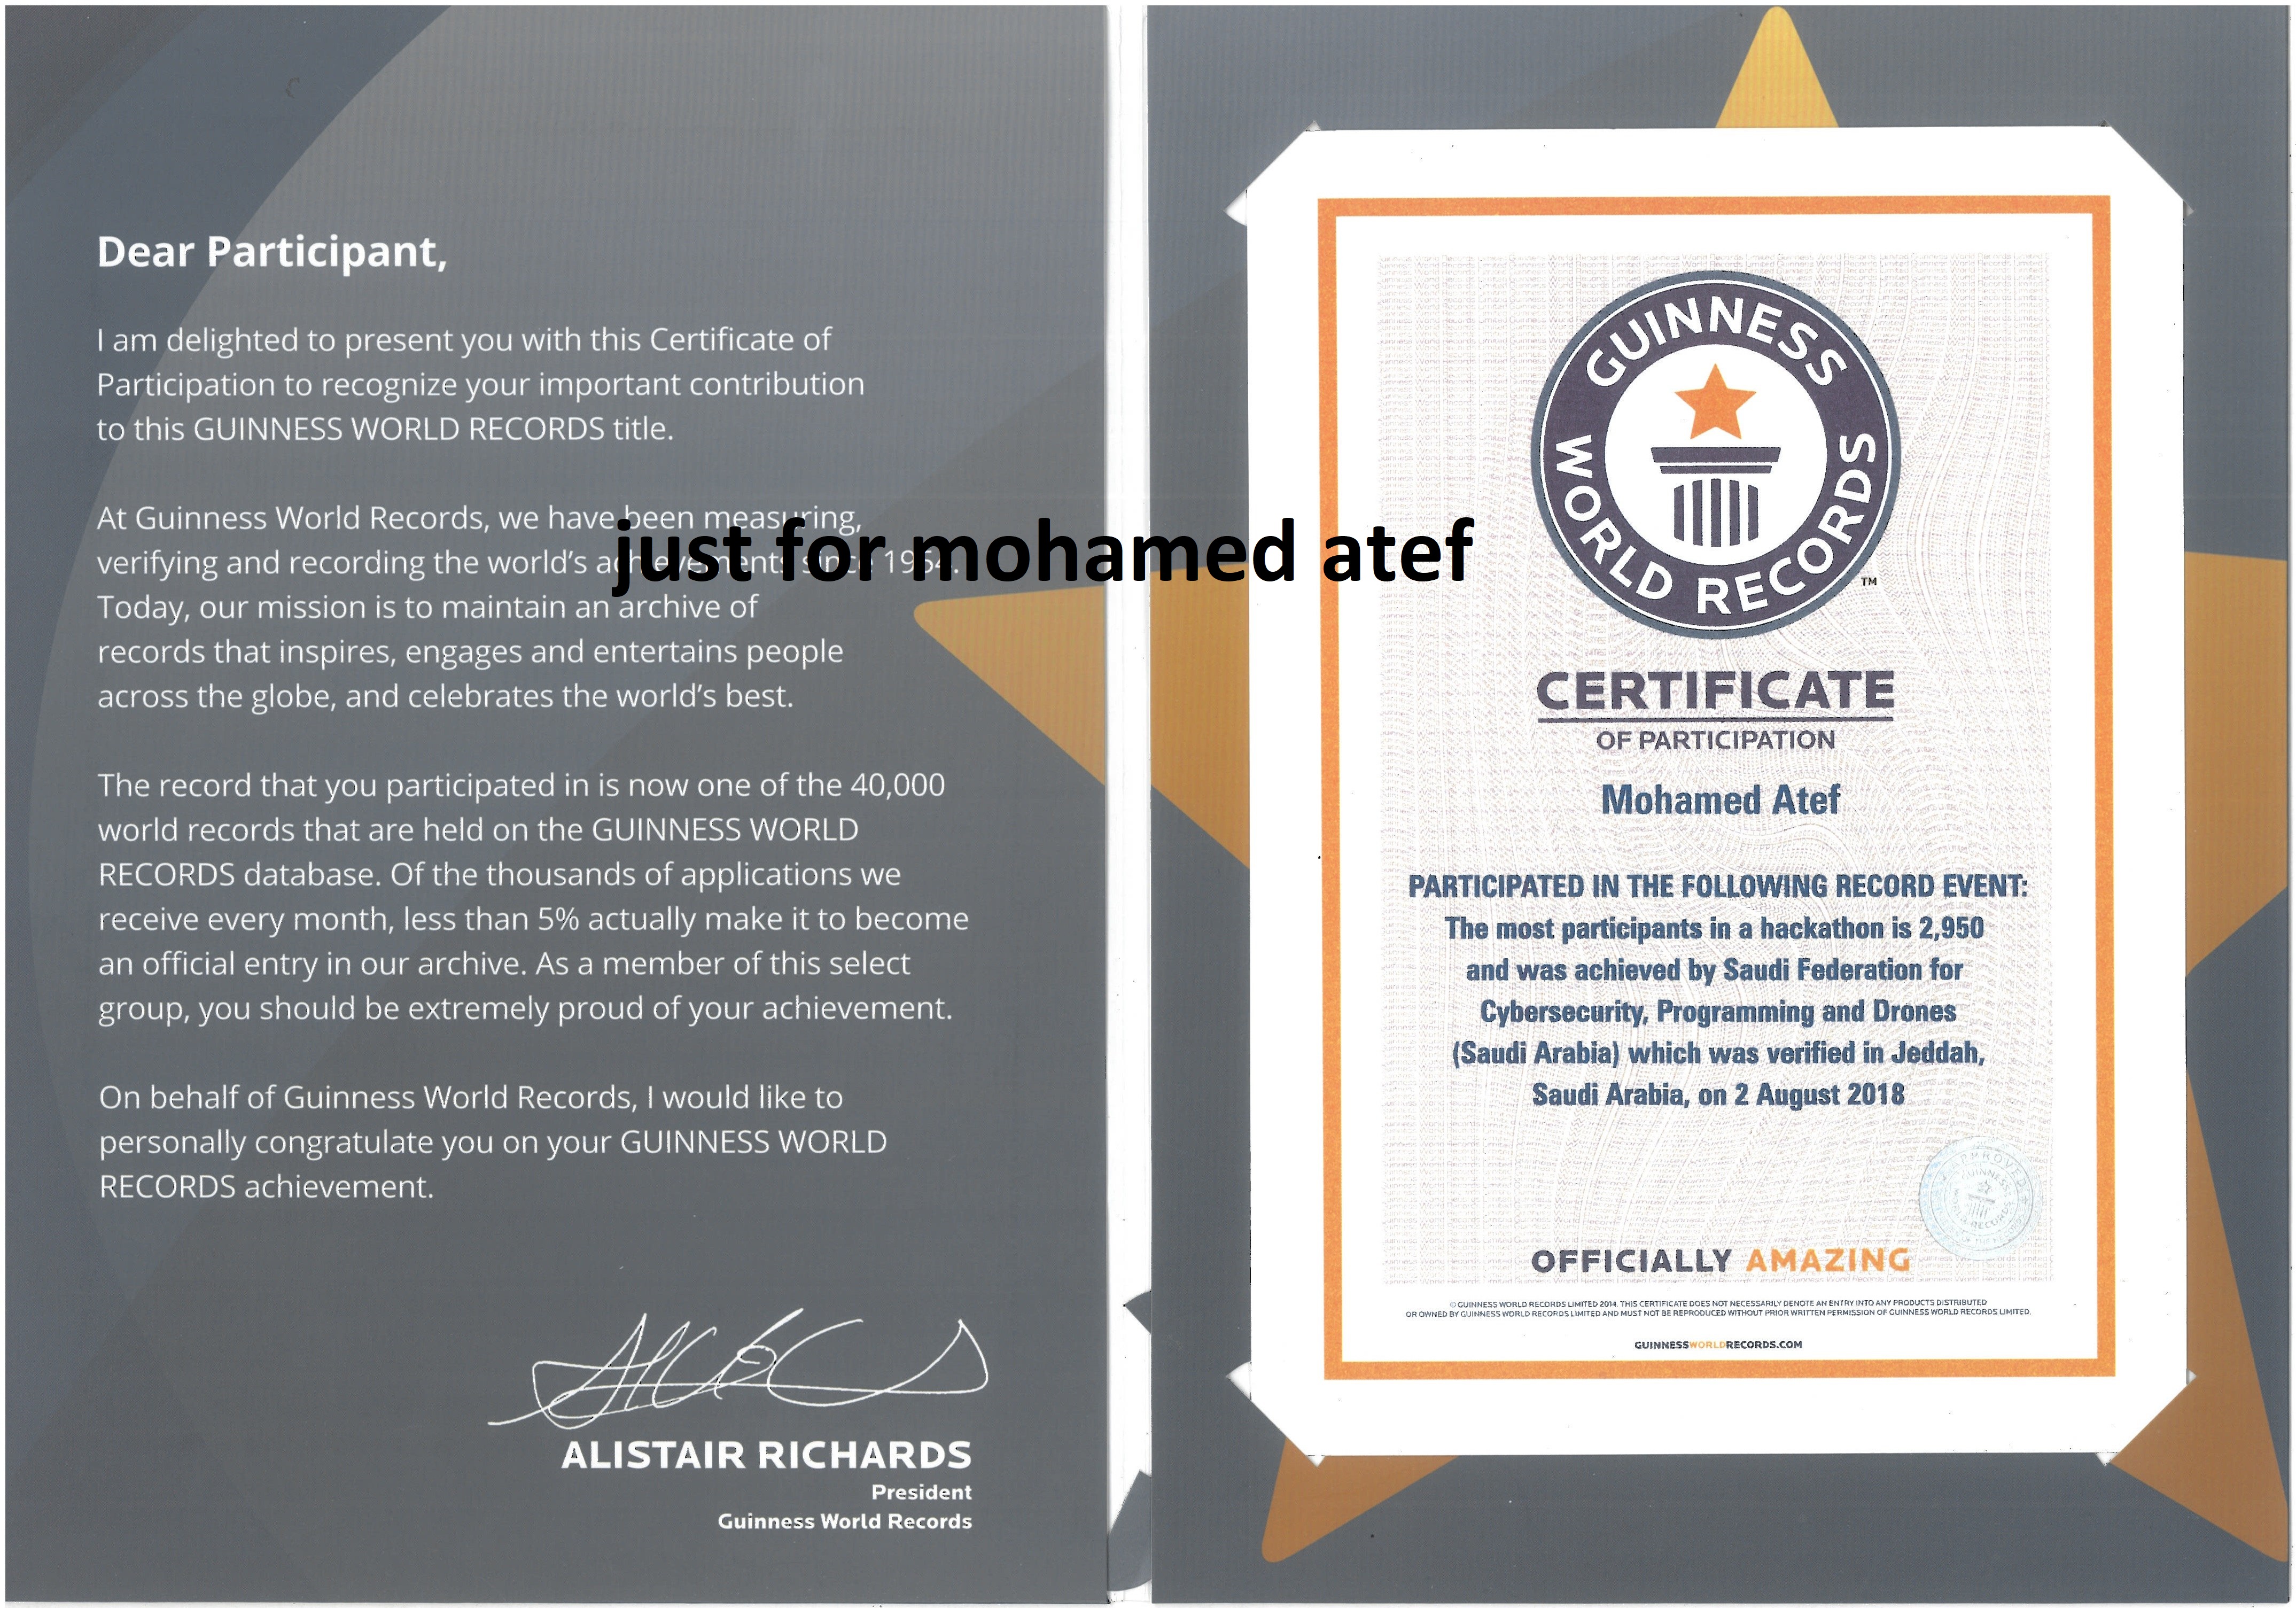 Dear Participant,
I am delighted to present you with this Certificate of
Participation to recognize your important contribution
to this GUINNESS WORLD RECORDS title.
At Guinness World Records, we have been measuring,
verifying and recording the world's achievements since 1954.
Today, our mission is to maintain an archive of
records that inspires, engages and entertains people
across the globe, and celebrates the world's best.
The record that you participated in is now one of the 40,000
world records that are held on the GUINNESS WORLD
RECORDS database. Of the thousands of applications we
receive every month, less than 5% actually make it to become
an official entry in our archive. As a member of this select
group, you should be extremely proud of your achievement.
On behalf of Guinness World Records, I would like to
personally congratulate you on your GUINNESS WORLD
RECORDS achievement.
ALISTAIR RICHARDS
President
Guinness World Records
just for mohamed atef
GUINNESS
WORLD RECORDS
TM
CERTIFICATE
OF PARTICIPATION
Mohamed Atef
PARTICIPATED IN THE FOLLOWING RECORD EVENT:
The most participants in a hackathon is 2,950
and was achieved by Saudi Federation for
Cybersecurity, Programming and Drones
(Saudi Arabia) which was verified in Jeddah,
Saudi Arabia, on 2 August 2018
APPROVED
GUINNESS
WORLD RECORDS
OFFICIALLY AMAZING
© GUINNESS WORLD RECORDS LIMITED 2014. THIS CERTIFICATE DOES NOT NECESSARILY DENOTE AN ENTRY INTO ANY PRODUCTS DISTRIBUTED
OR OWNED BY GUINNESS WORLD RECORDS LIMITED AND MUST NOT BE REPRODUCED WITHOUT PRIOR WRITTEN PERMISSION OF GUINNESS WORLD RECORDS LIMITED.
GUINNESSWORLDRECORDS.COM